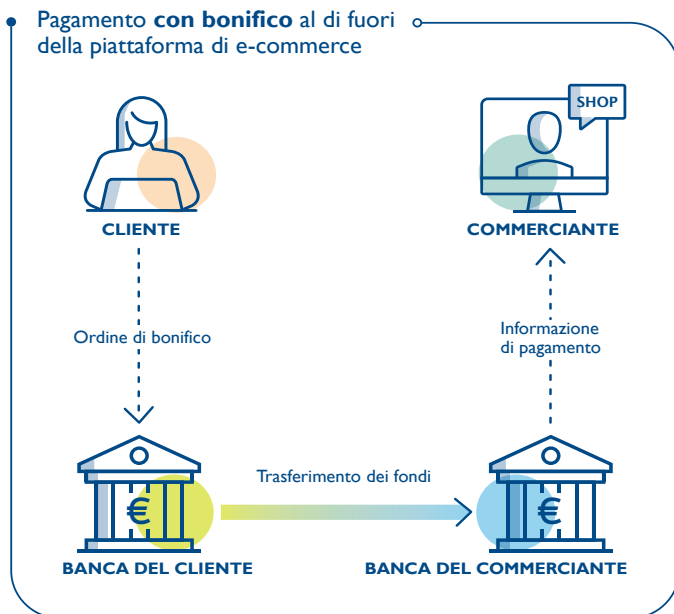 Pagamento con bonifico al di fuori
della piattaforma di e-commerce
SHOP
CLIENTE
COMMERCIANTE
Ordine di bonifico
Informazione
di pagamento
Trasferimento dei fondi
€
€
BANCA DEL CLIENTE
BANCA DEL COMMERCIANTE